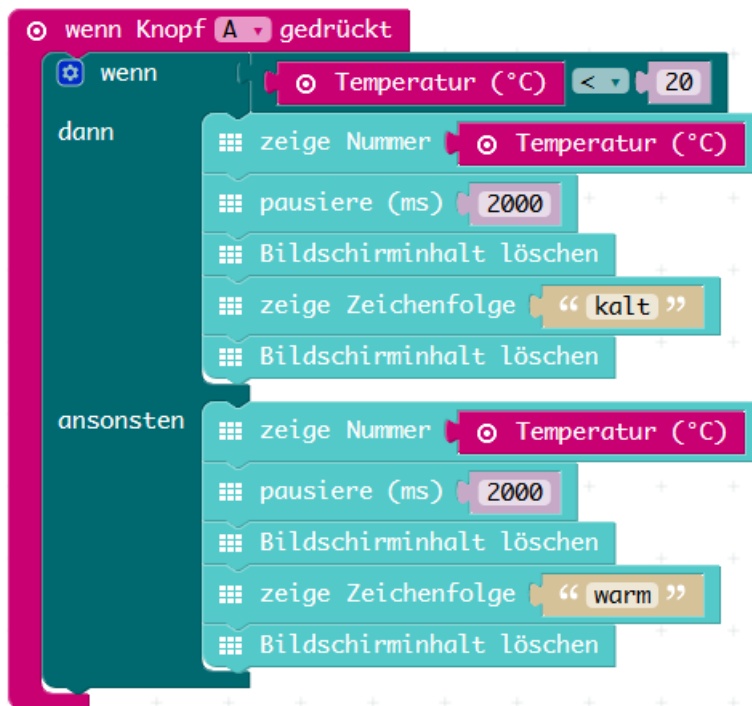 wenn Knopf A gedrückt
wenn Temperatur (°C) < 20
dann zeige Nummer Temperatur (°C)
pausiere (ms) 2000
Bildschirminhalt löschen
zeige Zeichenfolge “ kalt ”
Bildschirminhalt löschen
ansonsten zeige Nummer Temperatur (°C)
pausiere (ms) 2000
Bildschirminhalt löschen
zeige Zeichenfolge “ warm ”
Bildschirminhalt löschen